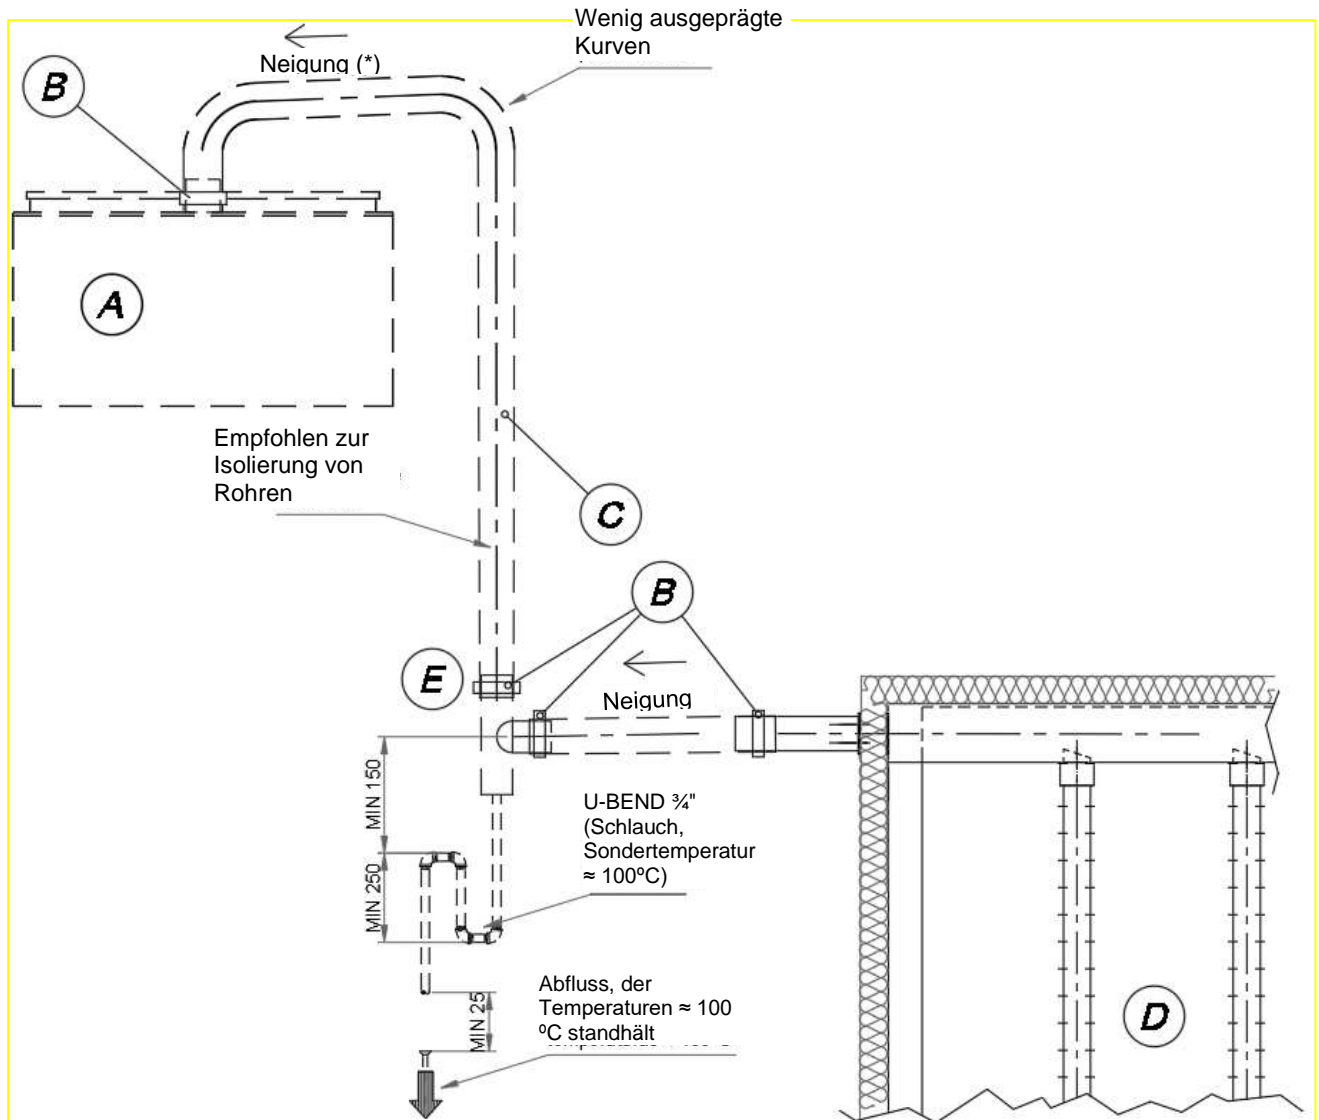 Wenig ausgeprägte
Kurven
Neigung (*)
B
A
Empfohlen zur
Isolierung von
Rohren
C
B
E
Neigung
MIN 150
U-BEND ¾"
(Schlauch,
Sondertemperatur
≈ 100ºC)
MIN 250
Abfluss, der
Temperaturen ≈ 100
ºC standhält
MIN 25
D